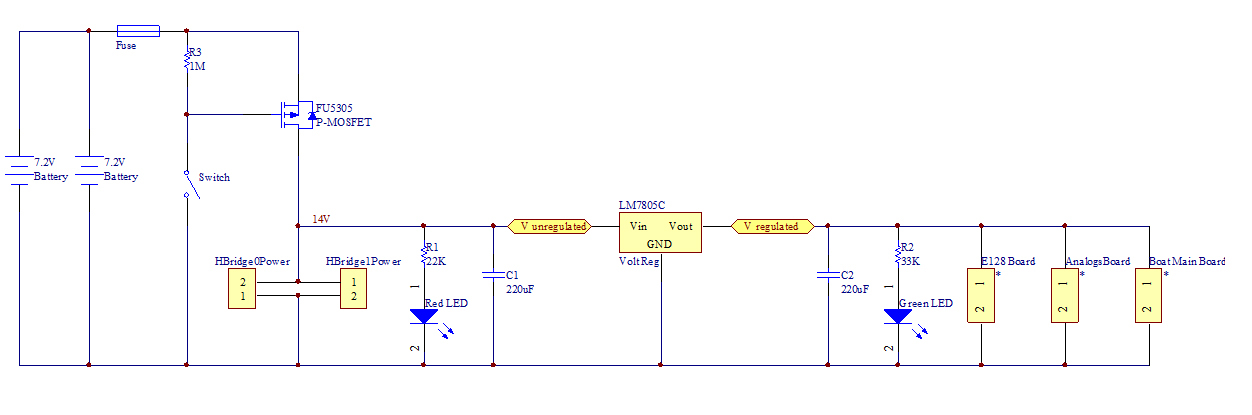 Fuse
R3
1M
FU5305
P-MOSFET
7.2V
Battery
7.2V
Battery
Switch
14V
V unregulated
LM7805C
Vin Vout
GND
VoltReg
V regulated
HBridge0Power
2
1
HBridge1Power
1
2
R1
22K
1
Red LED
2
C1
220uF
C2
220uF
R2
33K
1
Green LED
2
E128 Board
*
1
2
AnalogsBoard
*
1
2
Boat Main Board
*
1
2